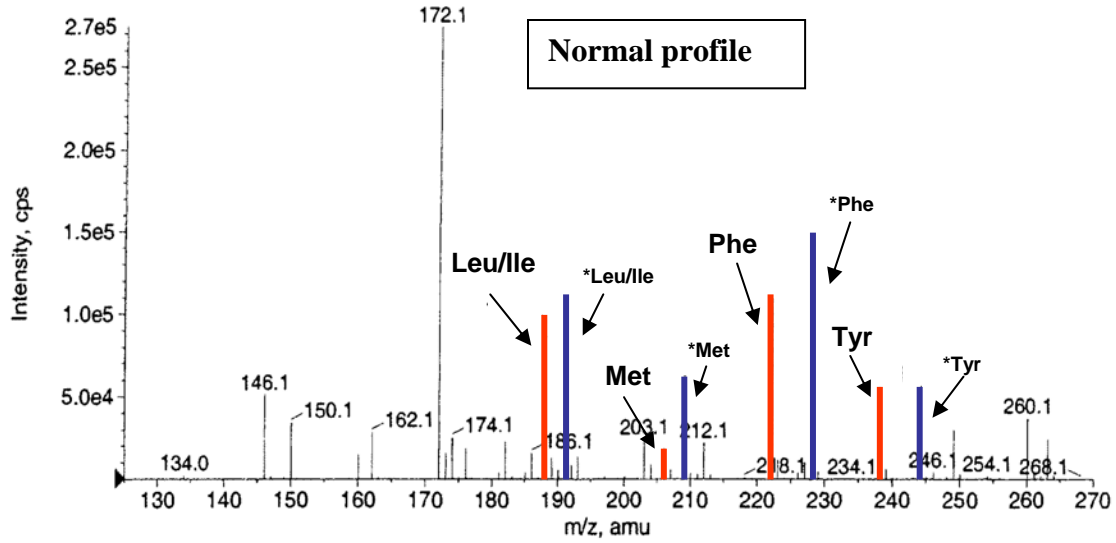 172.1
Normal profile
2.7e5
2.5e5
2.0e5
1.5e5
1.0e5
5.0e4
Intensity, cps
*Phe
Phe
Leu/Ile
*Leu/Ile
Tyr
*Met
Met
*Tyr
146.1
150.1
162.1
174.1
186.1
203.1
212.1
218.1
234.1
246.1
254.1
260.1
268.1
134.0
130 140 150 160 170 180 190 200 210 220 230 240 250 260 270
m/z, amu